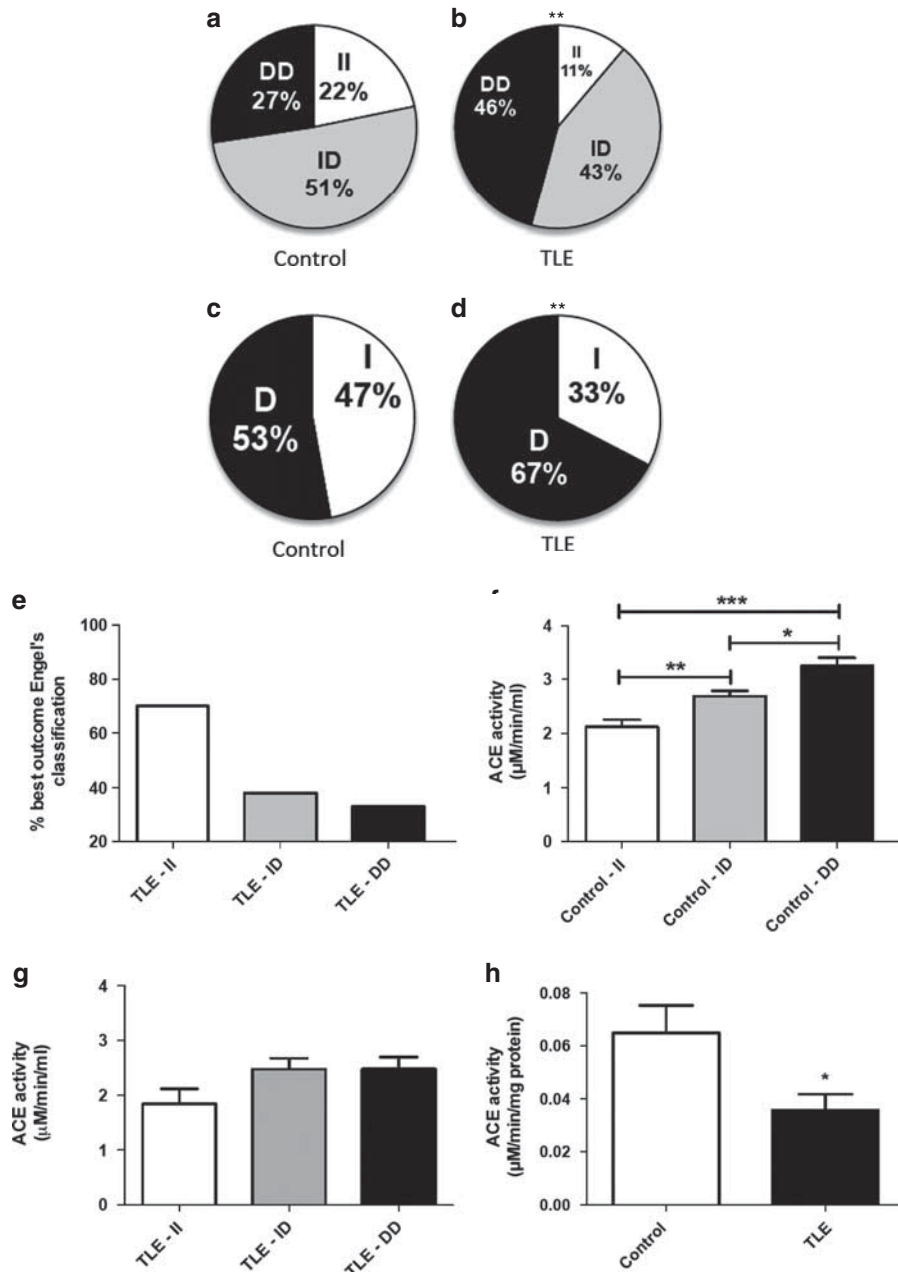 a
DD
27%
II
22%
ID
51%
Control
b
**
II
11%
DD
46%
ID
43%
TLE
c
I
47%
D
53%
Control
d
**
I
33%
D
67%
TLE
e
% best outcome Engel's
classification
100
80
60
40
20
TLE - II
TLE - ID
TLE - DD
ACE activity
(µM/min/ml)
4
3
2
1
0
***
*
**
Control - II
Control - ID
Control - DD
g
ACE activity
(µM/min/ml)
4
3
2
1
0
TLE - II
TLE - ID
TLE - DD
h
ACE activity
(µM/min/mg protein)
0.08
0.06
0.04
0.02
0.00
*
Control
TLE